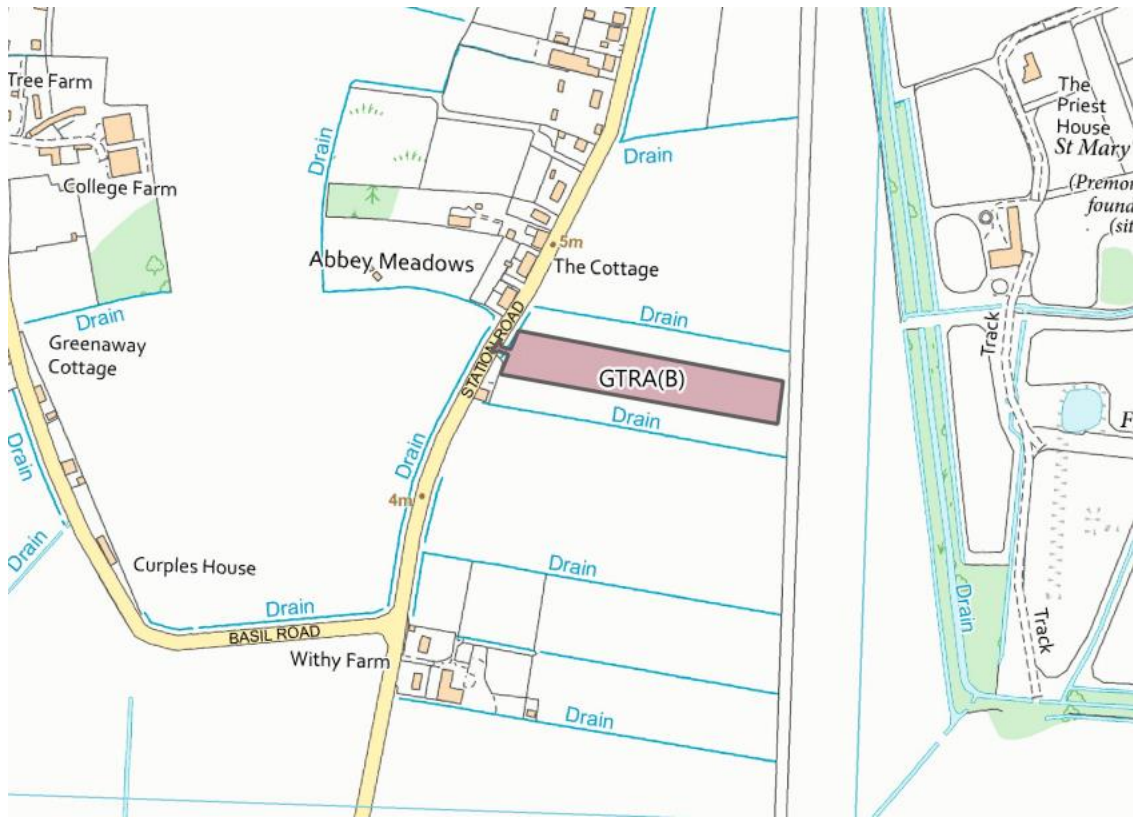 Tree Farm
College Farm
Drain
Greenaway
Cottage
Drain
Drain
Curples House
Drain
BASIL ROAD
Drain
Abbey Meadows
Drain
5m
The Cottage
STATION ROAD
Drain
GTRA(B)
Drain
Drain
4m
Drain
Withy Farm
Drain
The
Priest
House
St Mary
(Premon
found
(sit
Track
F
Drain
Track